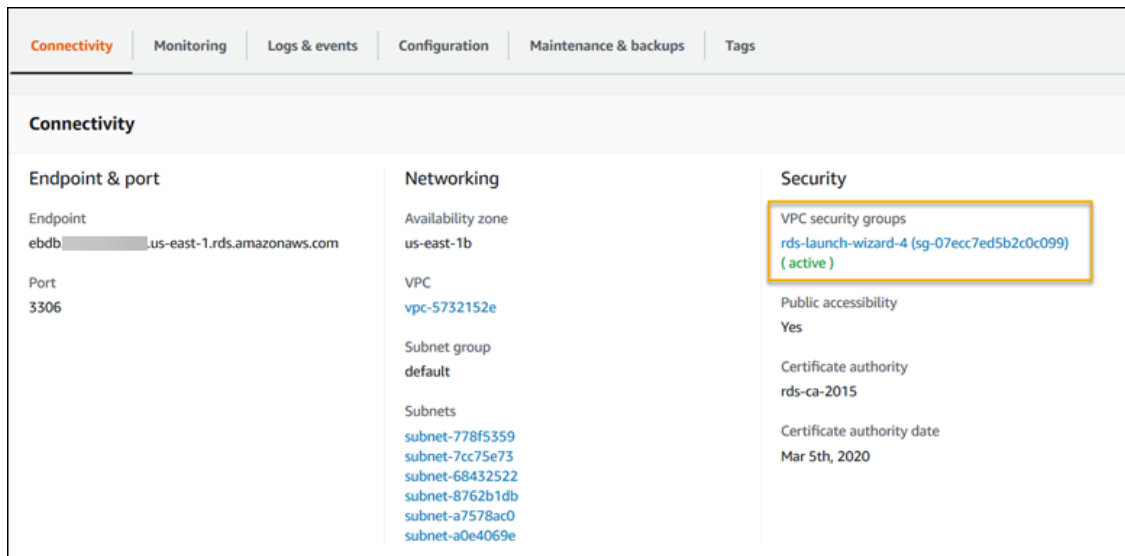 Connectivity
Monitoring
Logs & events
Configuration
Maintenance & backups
Tags
Connectivity
Endpoint & port
Endpoint
ebdb .us-east-1.rds.amazonaws.com
Port
3306
Networking
Availability zone
us-east-1b
VPC
vpc-5732152e
Subnet group
default
Subnets
subnet-778f5359
subnet-7cc75e73
subnet-68432522
subnet-8762b1db
subnet-a7578ac0
subnet-a0e4069e
Security
VPC security groups
rds-launch-wizard-4 (sg-07ecc7ed5b2c0c099)
( active )
Public accessibility
Yes
Certificate authority
rds-ca-2015
Certificate authority date
Mar 5th, 2020